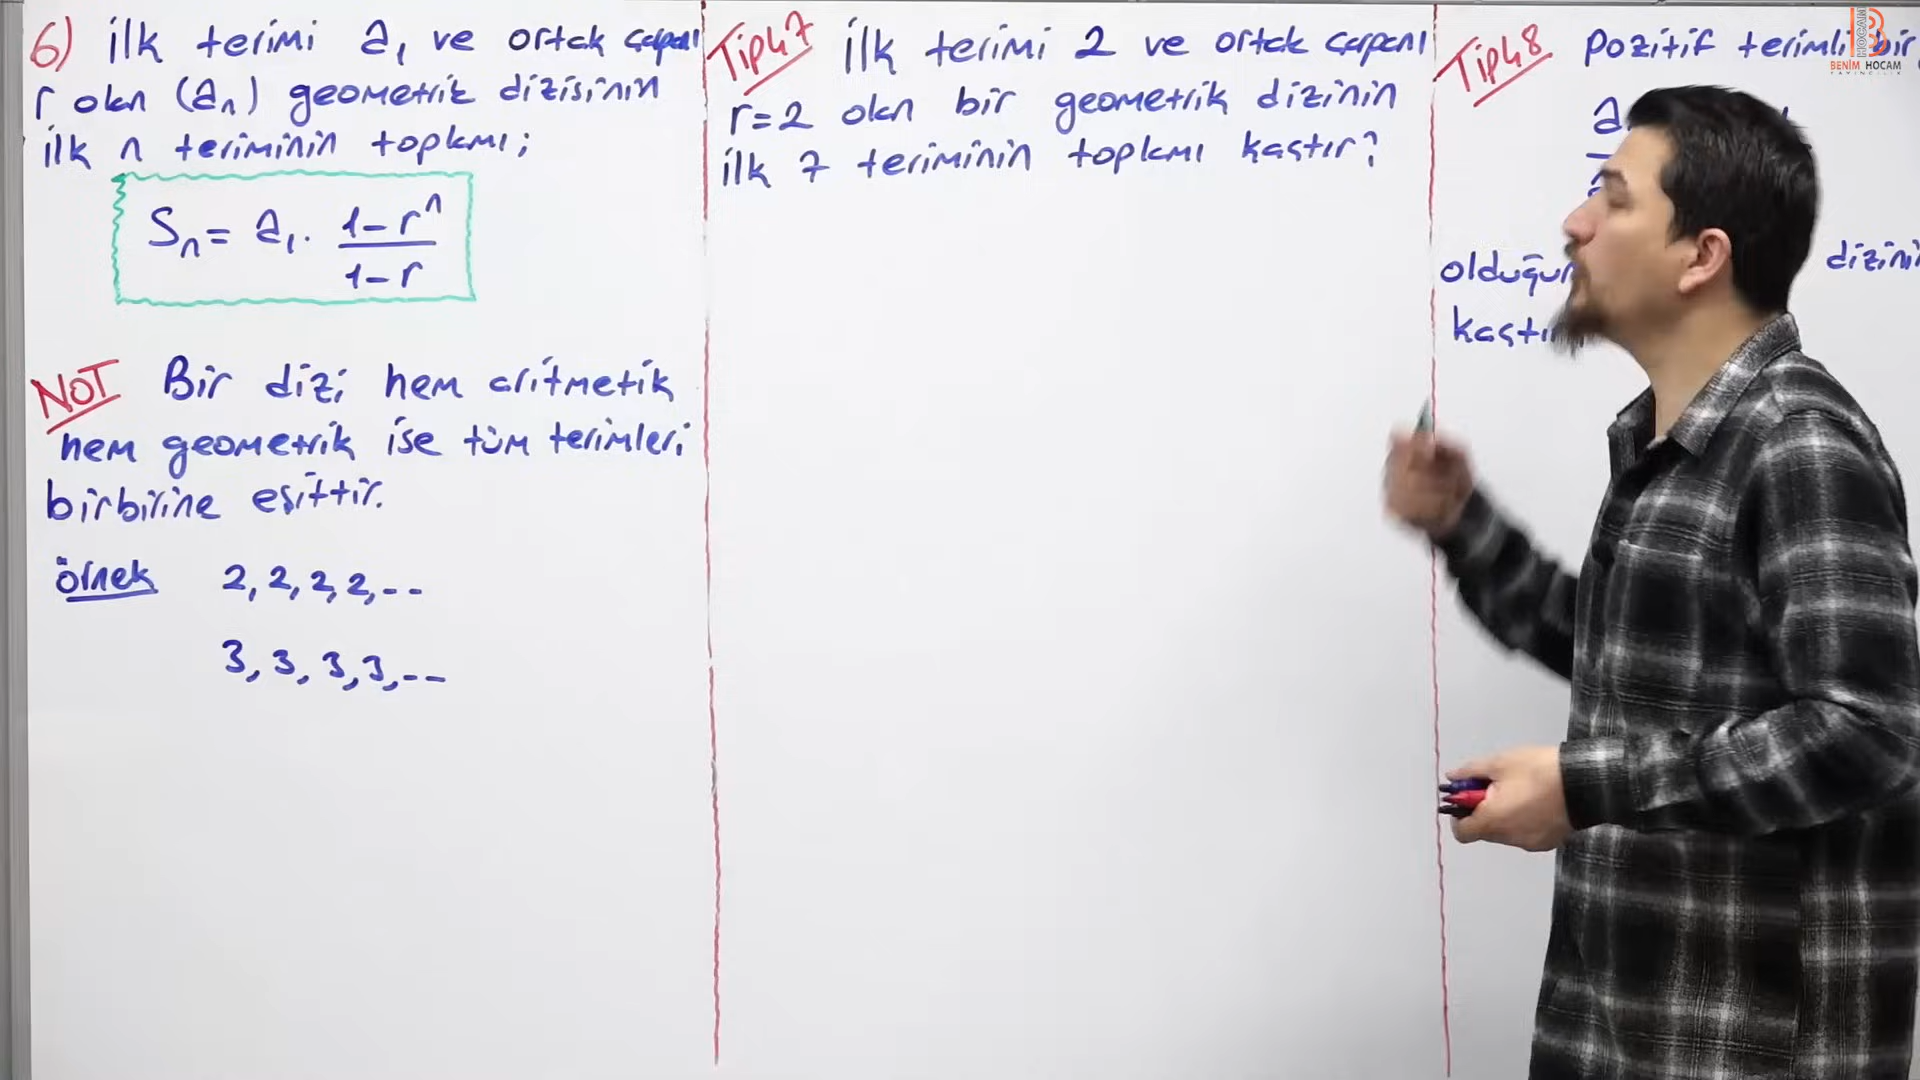 6) İlk terimi a₁ ve ortak çarpanı
r olan (aₙ) geometrik dizisinin
ilk n teriminin toplamı;
Sₙ = a₁ · (1 - rⁿ) / (1 - r)
NOT Bir dizi hem aritmetik
hem geometrik ise tüm terimleri
birbirine eşittir.
örnek 2, 2, 2, 2, --
3, 3, 3, 3, --
Tip47 İlk terimi 2 ve ortak çarpanı
r=2 olan bir geometrik dizinin
ilk 7 teriminin toplamı kaçtır?
Tip48 Pozitif terimli bir
dizinin
BENİM HOCAM
YAYINCILIK